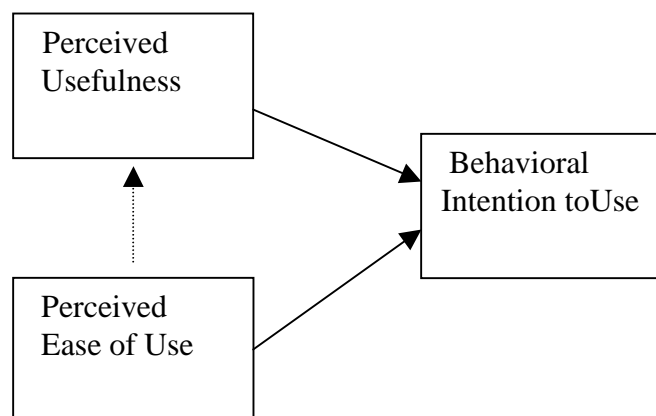 Perceived
Usefulness
Behavioral
Intention toUse
Perceived
Ease of Use